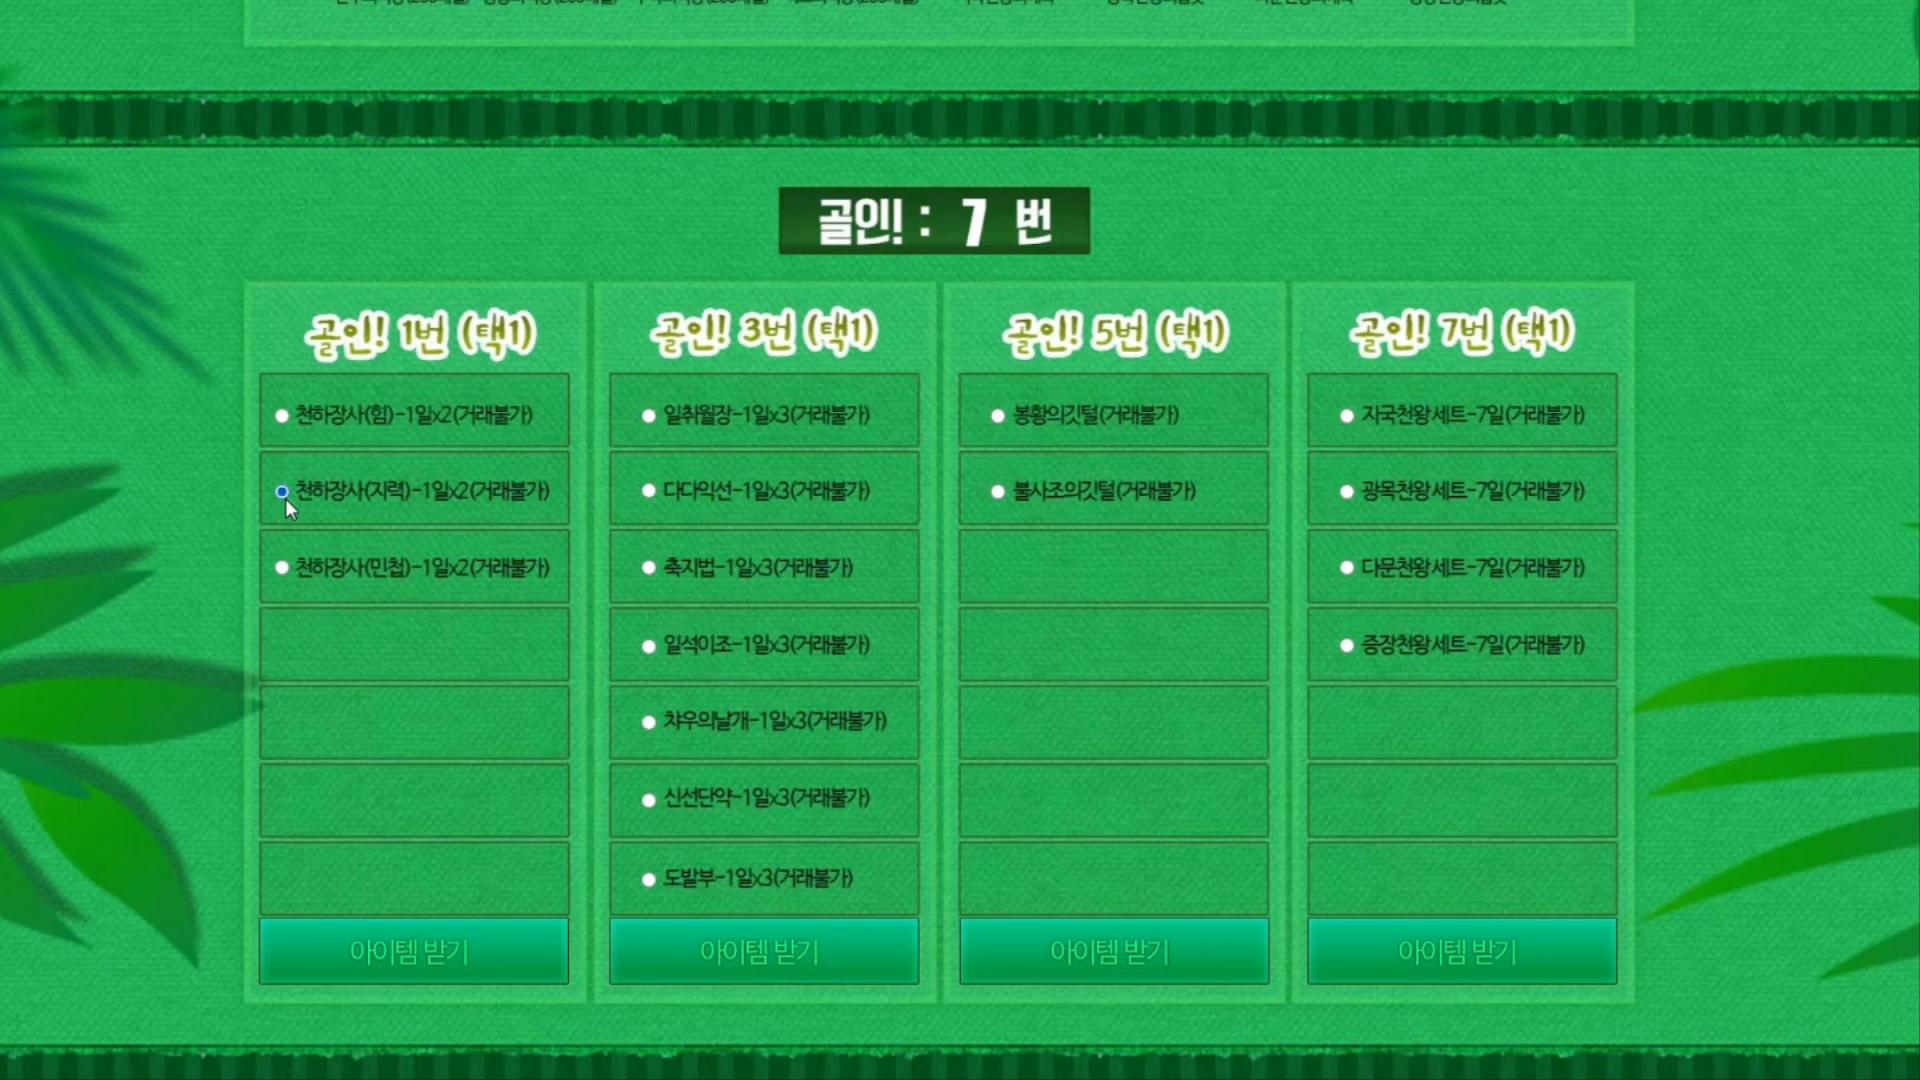 골인! : 7 번
골인! 1번 (택1)
천하장사(힘)-1일x2(거래불가)
천하장사(지력)-1일x2(거래불가)
천하장사(민첩)-1일x2(거래불가)
아이템 받기
골인! 3번 (택1)
일취월장-1일x3(거래불가)
다다익선-1일x3(거래불가)
축지법-1일x3(거래불가)
일석이조-1일x3(거래불가)
챠우의날개-1일x3(거래불가)
신선단약-1일x3(거래불가)
도발부-1일x3(거래불가)
아이템 받기
골인! 5번 (택1)
봉황의깃털(거래불가)
불사조의깃털(거래불가)
아이템 받기
골인! 7번 (택1)
지국천왕세트-7일(거래불가)
광목천왕세트-7일(거래불가)
다문천왕세트-7일(거래불가)
증장천왕세트-7일(거래불가)
아이템 받기